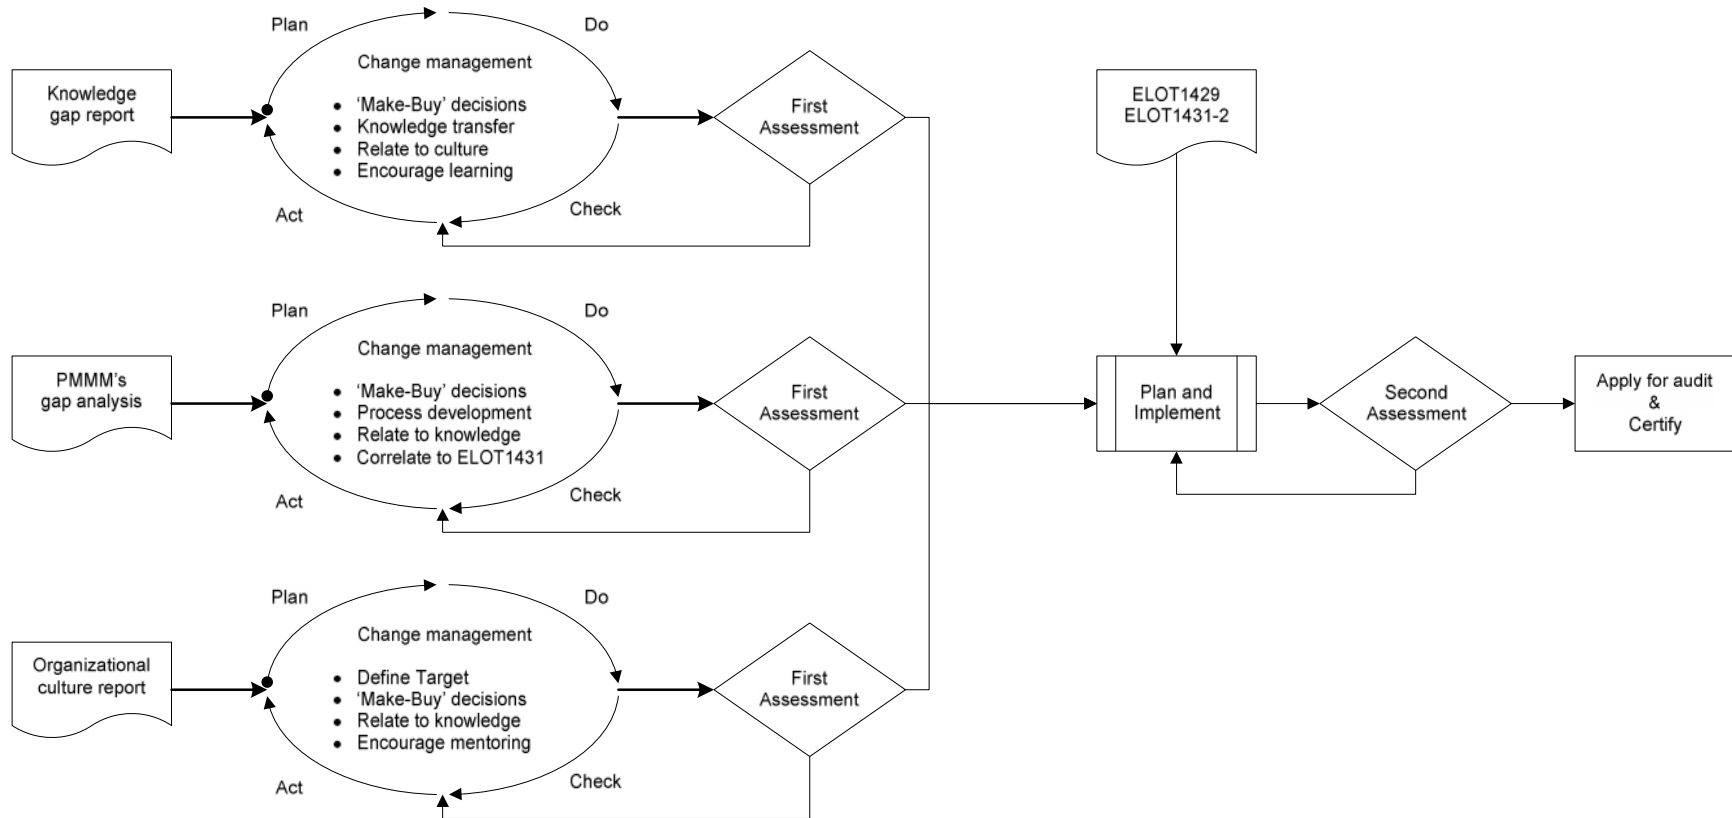 Plan
Do
Knowledge
gap report
Change management
• ‘Make-Buy’ decisions
• Knowledge transfer
• Relate to culture
• Encourage learning
Act
Check
First
Assessment
ELOT1429
ELOT1431-2
Plan
Do
PMMM’s
gap analysis
Change management
• ‘Make-Buy’ decisions
• Process development
• Relate to knowledge
• Correlate to ELOT1431
Act
Check
First
Assessment
Plan and
Implement
Second
Assessment
Apply for audit
&
Certify
Plan
Do
Organizational
culture report
Change management
• Define Target
• ‘Make-Buy’ decisions
• Relate to knowledge
• Encourage mentoring
Act
Check
First
Assessment